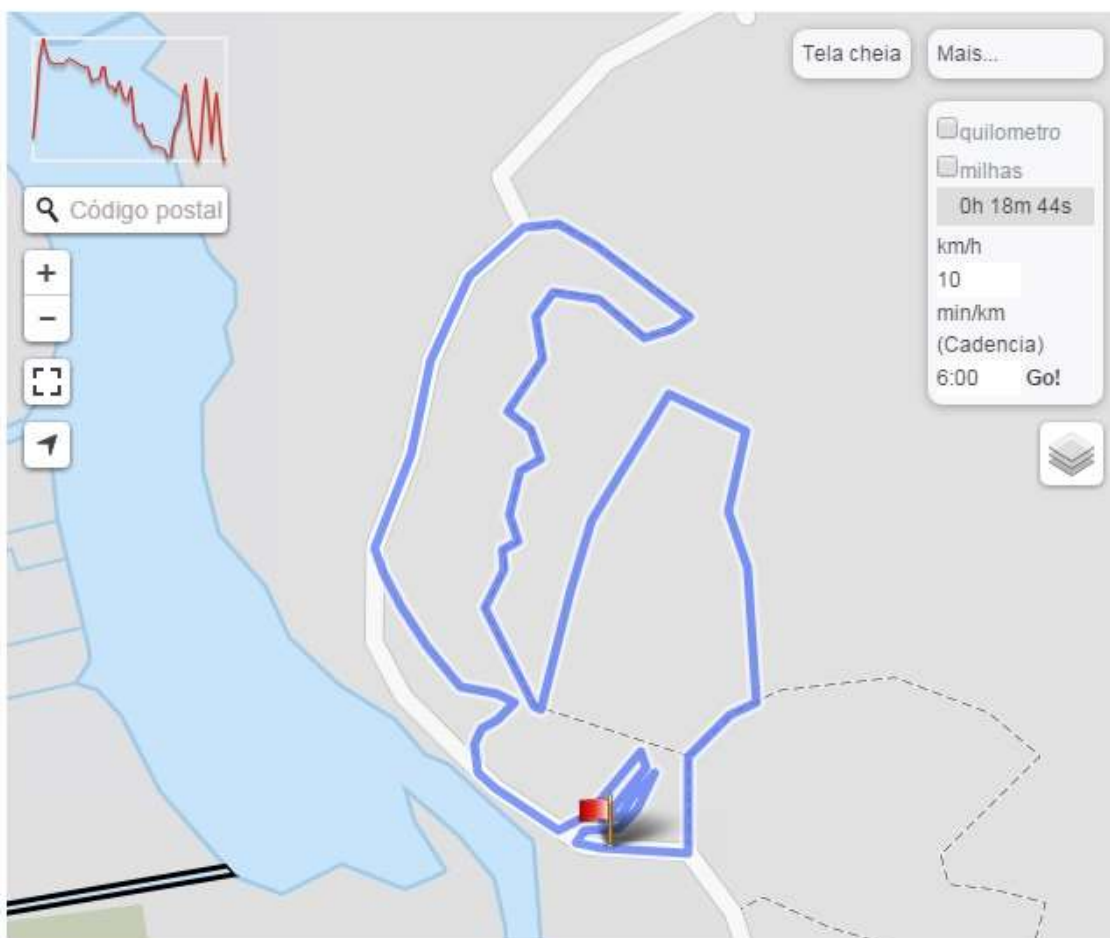 Tela cheia
Mais...
quilometro
milhas
0h 18m 44s
km/h
10
min/km
(Cadencia)
6:00 Go!
Código postal
+
−